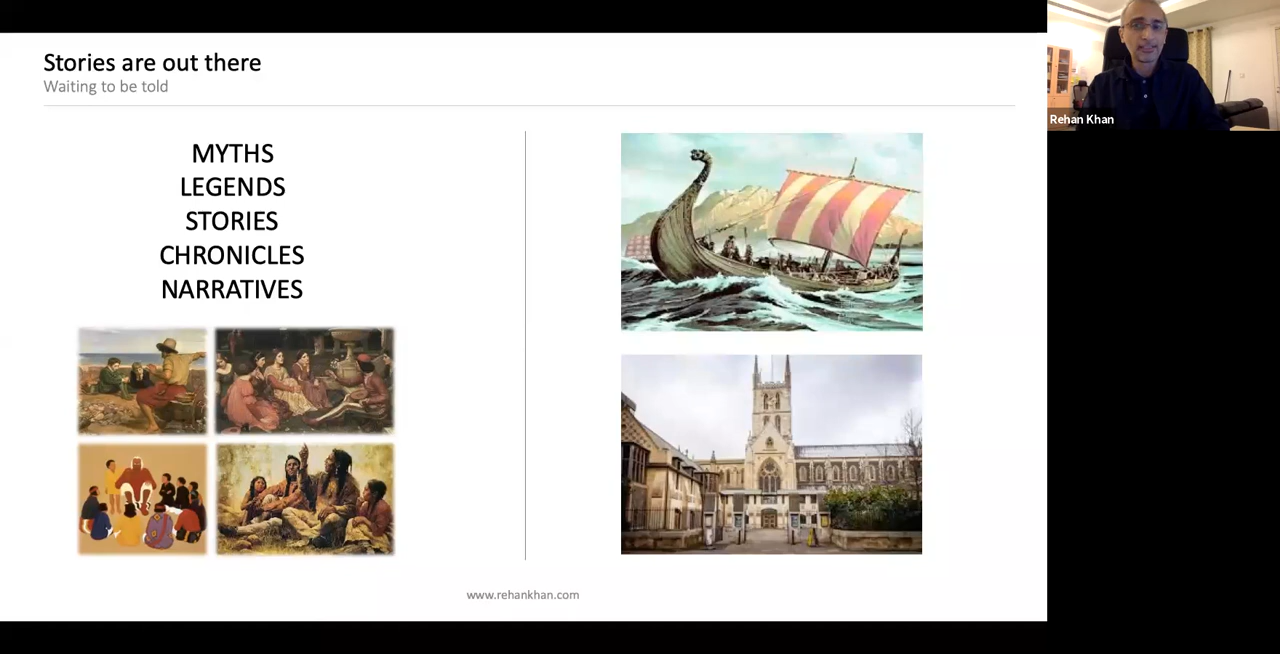 Stories are out there
Waiting to be told
MYTHS
LEGENDS
STORIES
CHRONICLES
NARRATIVES
www.rehankhan.com
Rehan Khan